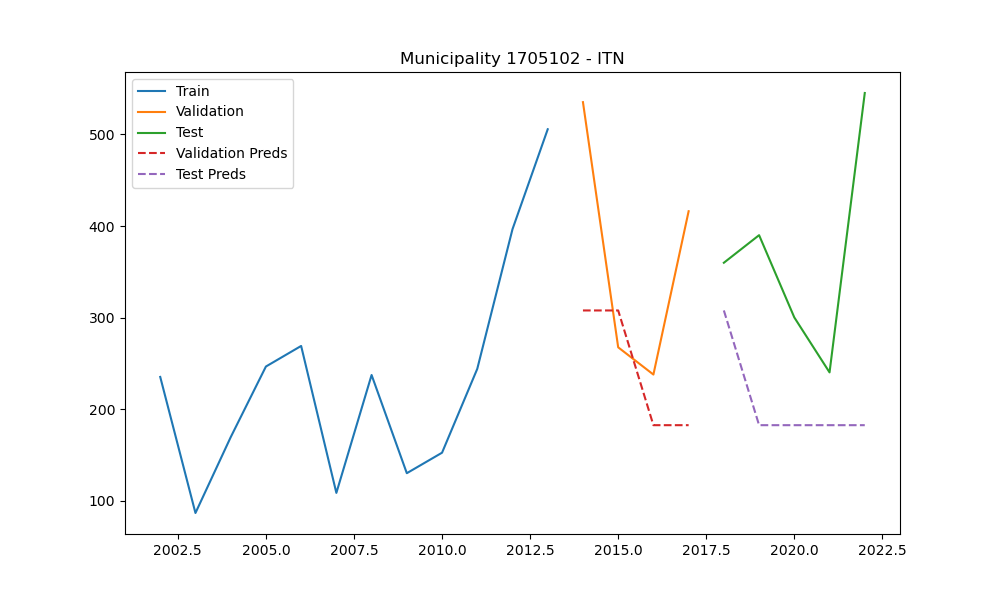 Municipality 1705102 - ITN
Train
Validation
Test
Validation Preds
Test Preds
500
400
300
200
100
2002.5 2005.0 2007.5 2010.0 2012.5 2015.0 2017.5 2020.0 2022.5